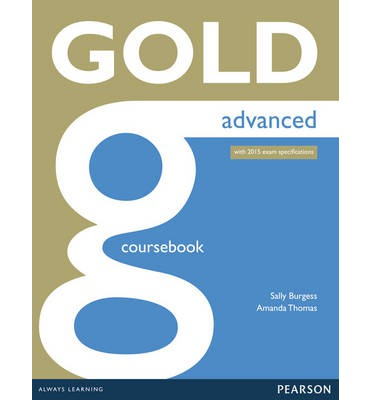 GOLD
advanced
with 2015 exam specifications
g
coursebook
Sally Burgess
Amanda Thomas
ALWAYS LEARNING
PEARSON